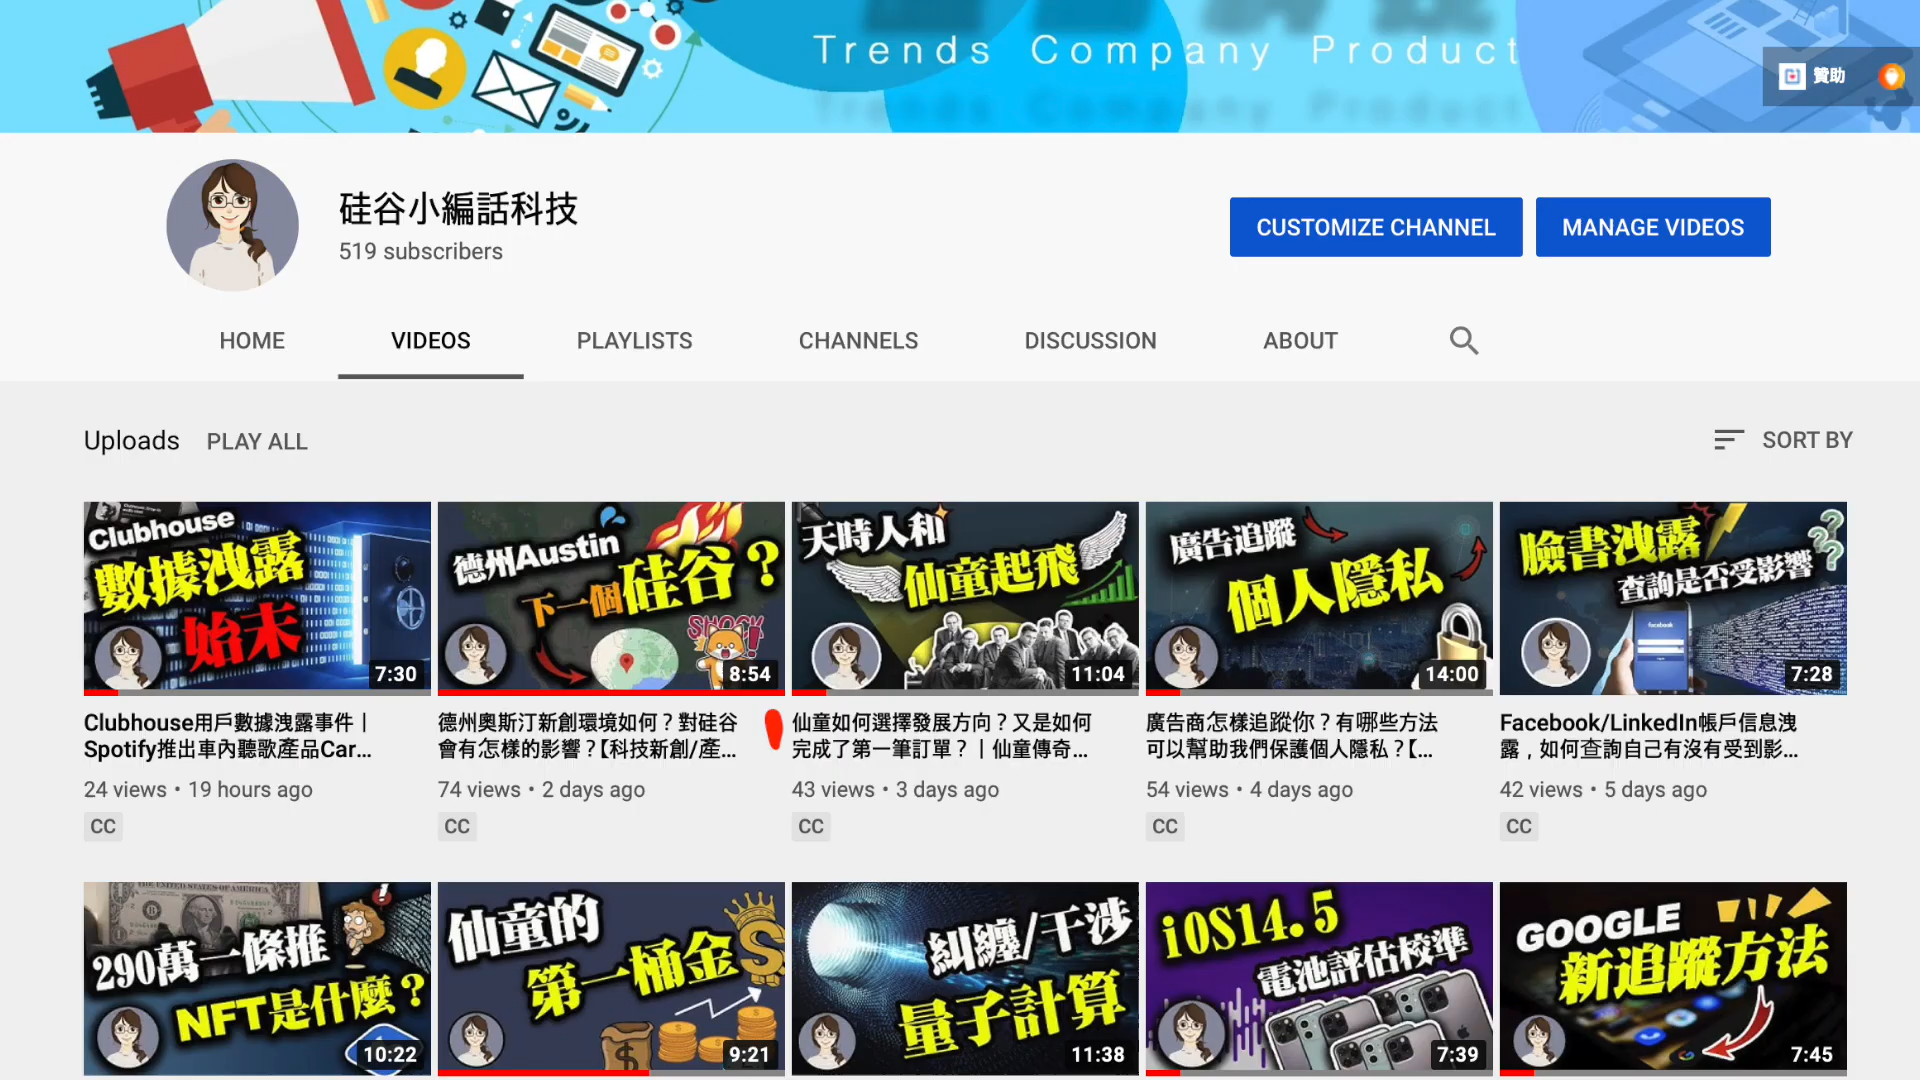 Trends Company Product
贊助
硅谷小編話科技
519 subscribers
CUSTOMIZE CHANNEL
MANAGE VIDEOS
HOME
VIDEOS
PLAYLISTS
CHANNELS
DISCUSSION
ABOUT
Uploads
PLAY ALL
SORT BY
Clubhouse
數據洩露
始末
7:30
Clubhouse用戶數據洩露事件｜
Spotify推出車內聽歌產品Car...
24 views • 19 hours ago
CC
德州Austin
下一個硅谷？
SHOCK!
8:54
德州奧斯汀新創環境如何？對硅谷
會有怎樣的影響？【科技新創/產...
74 views • 2 days ago
CC
天時人和
仙童起飛
11:04
仙童如何選擇發展方向？又是如何
完成了第一筆訂單？｜仙童傳奇...
43 views • 3 days ago
CC
廣告追蹤
個人隱私
14:00
廣告商怎樣追蹤你？有哪些方法
可以幫助我們保護個人隱私？【...
54 views • 4 days ago
CC
臉書洩露
查詢是否受影響
facebook
7:28
Facebook/LinkedIn帳戶信息洩
露，如何查詢自己有沒有受到影...
42 views • 5 days ago
CC
THE UNITED STATES OF AMERICA
290萬一條推
NFT是什麼？
10:22
仙童的
第一桶金
9:21
糾纏/干涉
量子計算
11:38
iOS14.5
電池評估校準
7:39
GOOGLE
新追蹤方法
7:45